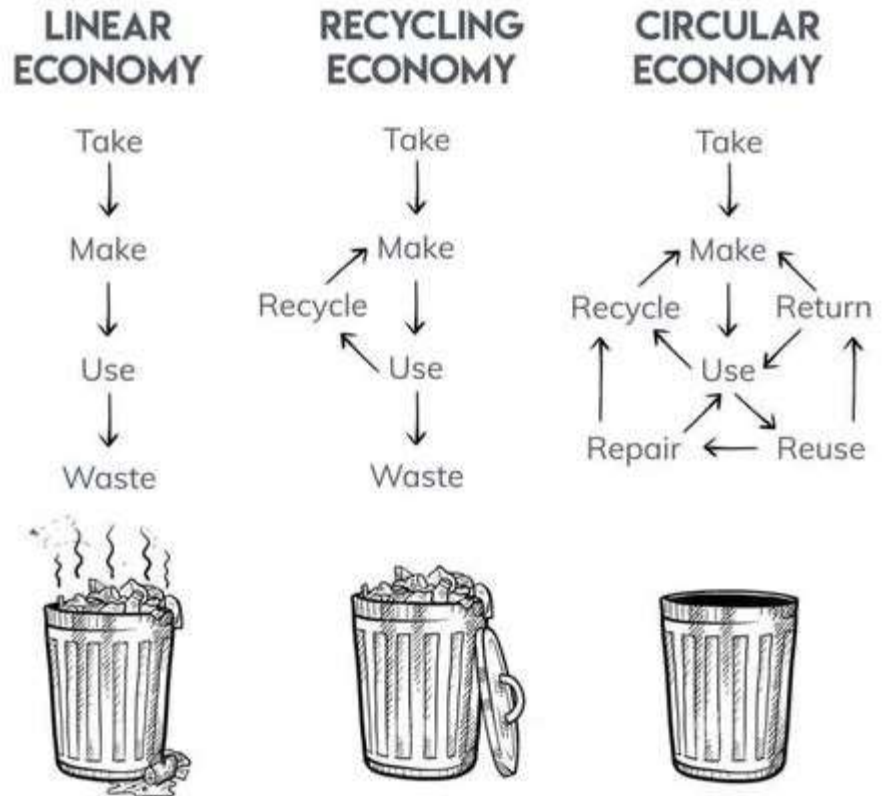 LINEAR
ECONOMY
Take
Make
Use
Waste
RECYCLING
ECONOMY
Take
Make
Recycle
Use
Waste
CIRCULAR
ECONOMY
Take
Make
Recycle
Return
Use
Repair
Reuse